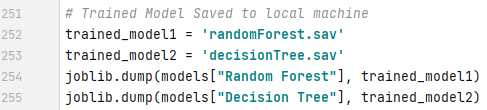 251 # Trained Model Saved to local machine
252 trained_model1 = 'randomForest.sav'
253 trained_model2 = 'decisionTree.sav'
254 joblib.dump(models["Random Forest"], trained_model1)
255 joblib.dump(models["Decision Tree"], trained_model2)